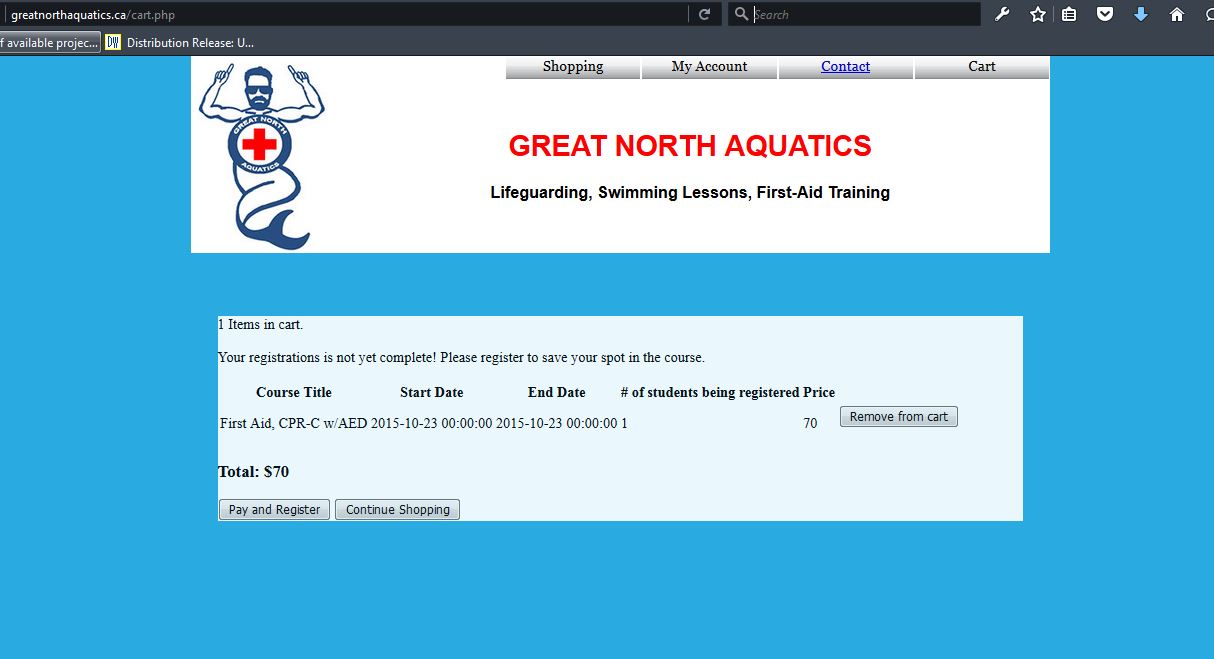 greatnorthaquatics.ca/cart.php
Search
f available projec...
DW Distribution Release: U...
Shopping
My Account
Contact
Cart
GREAT NORTH
AQUATICS
GREAT NORTH AQUATICS
Lifeguarding, Swimming Lessons, First-Aid Training
1 Items in cart.
Your registrations is not yet complete! Please register to save your spot in the course.
Course Title Start Date End Date # of students being registered Price
First Aid, CPR-C w/AED 2015-10-23 00:00:00 2015-10-23 00:00:00 1 70 Remove from cart
Total: $70
Pay and Register Continue Shopping